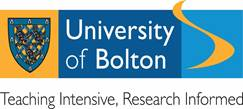 University
of Bolton
Teaching Intensive, Research Informed